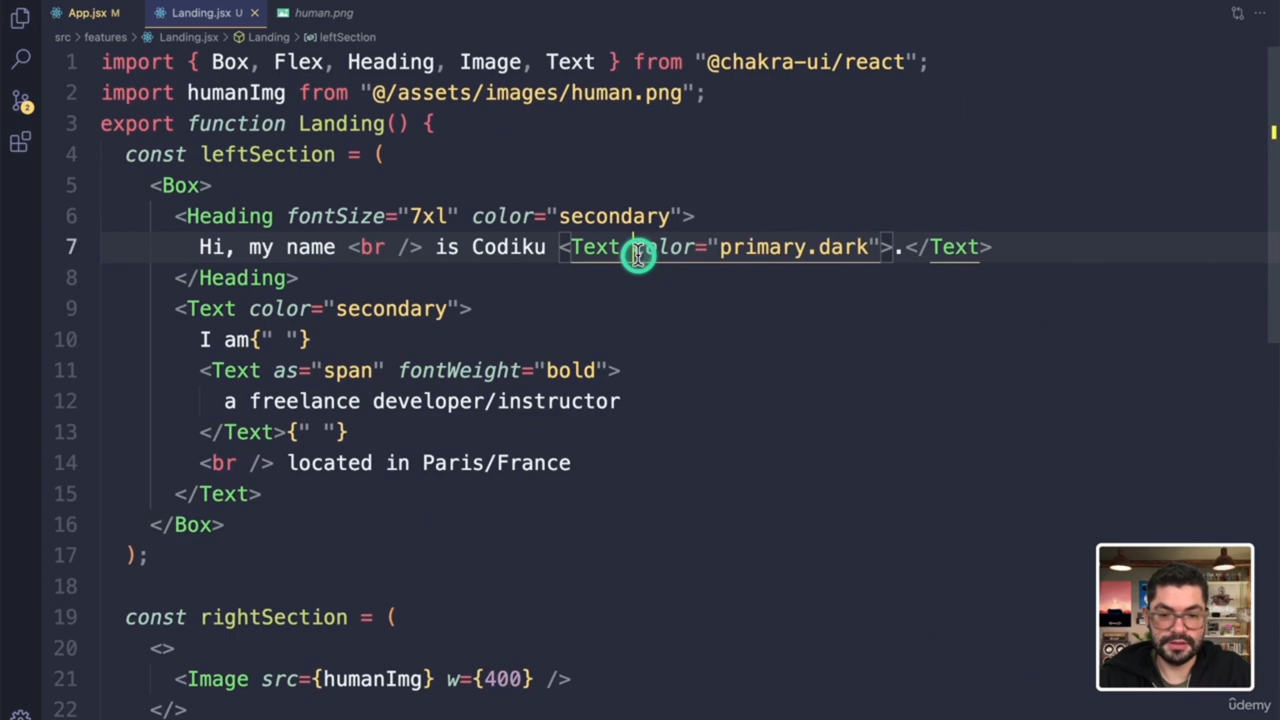 App.jsx M Landing.jsx U human.png
src features Landing.jsx Landing leftSection
1 import { Box, Flex, Heading, Image, Text } from "@chakra-ui/react";
2 import humanImg from "@/assets/images/human.png";
3 export function Landing() {
4 const leftSection = (
5 <Box>
6 <Heading fontSize="7xl" color="secondary">
7 Hi, my name <br /> is Codiku <Text color="primary.dark">.</Text>
8 </Heading>
9 <Text color="secondary">
10 I am{" "}
11 <Text as="span" fontWeight="bold">
12 a freelance developer/instructor
13 </Text>{" "}
14 <br /> located in Paris/France
15 </Text>
16 </Box>
17 );
18
19 const rightSection = (
20 <>
21 <Image src={humanImg} w={400} />
22 </>
2
ûdemy